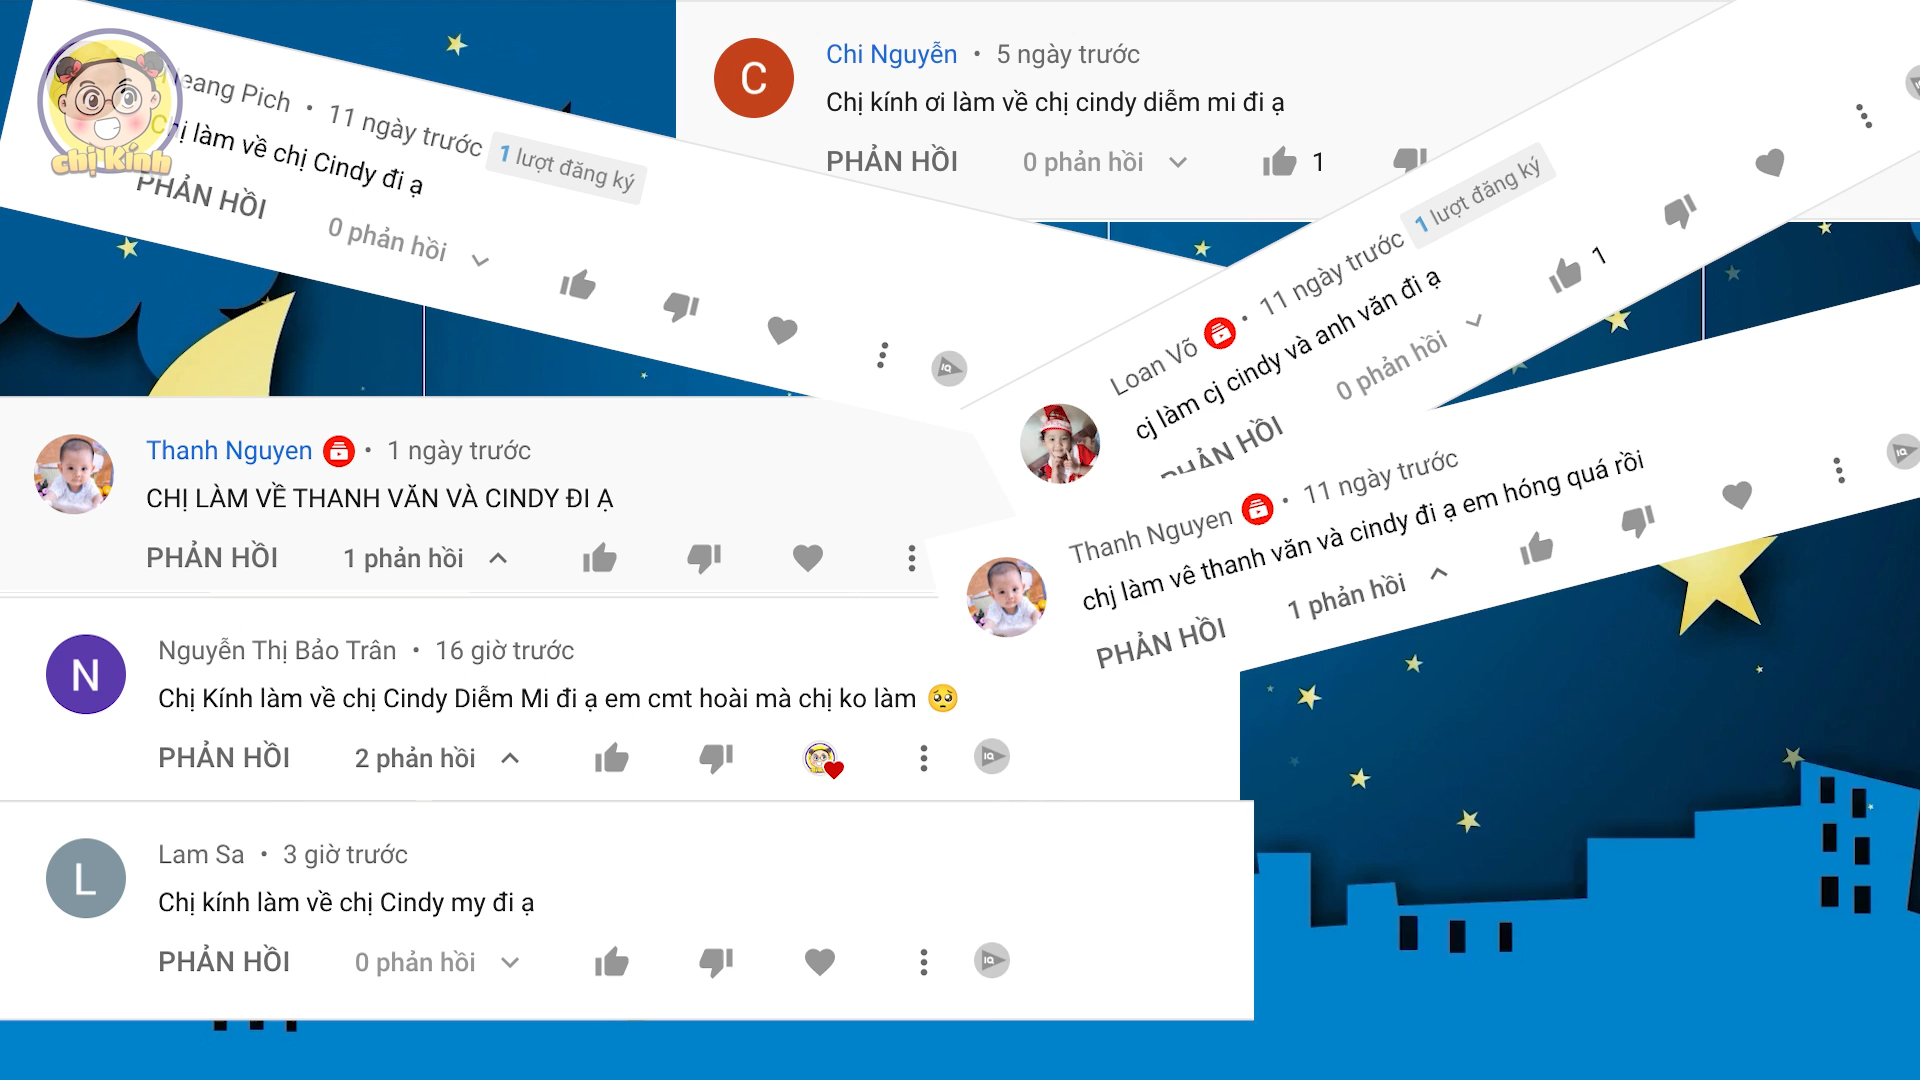 chị Kính
eang Pich • 11 ngày trước 1 lượt đăng ký
Chị làm về chị Cindy đi ạ
PHẢN HỒI 0 phản hồi
C
Chi Nguyễn • 5 ngày trước
Chị kính ơi làm về chị cindy diễm mi đi ạ
PHẢN HỒI 0 phản hồi 1
Loan Võ • 11 ngày trước 1 lượt đăng ký
cj làm cj cindy và anh văn đi ạ
PHẢN HỒI 0 phản hồi 1
Thanh Nguyen • 1 ngày trước
CHỊ LÀM VỀ THANH VĂN VÀ CINDY ĐI Ạ
PHẢN HỒI 1 phản hồi
Thanh Nguyen • 11 ngày trước
chị làm vê thanh văn và cindy đi ạ em hóng quá rồi
PHẢN HỒI 1 phản hồi
N
Nguyễn Thị Bảo Trân • 16 giờ trước
Chị Kính làm về chị Cindy Diễm Mi đi ạ em cmt hoài mà chị ko làm 🥺
PHẢN HỒI 2 phản hồi
L
Lam Sa • 3 giờ trước
Chị kính làm về chị Cindy my đi ạ
PHẢN HỒI 0 phản hồi